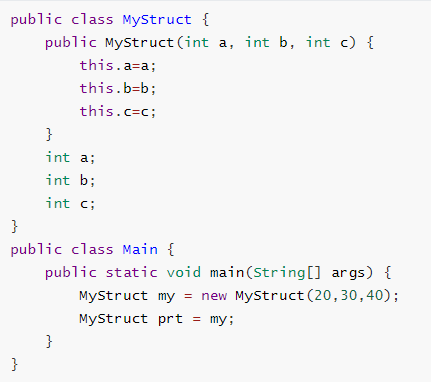 public class MyStruct {
    public MyStruct(int a, int b, int c) {
        this.a=a;
        this.b=b;
        this.c=c;
    }
    int a;
    int b;
    int c;
}
public class Main {
    public static void main(String[] args) {
        MyStruct my = new MyStruct(20,30,40);
        MyStruct prt = my;
    }
}